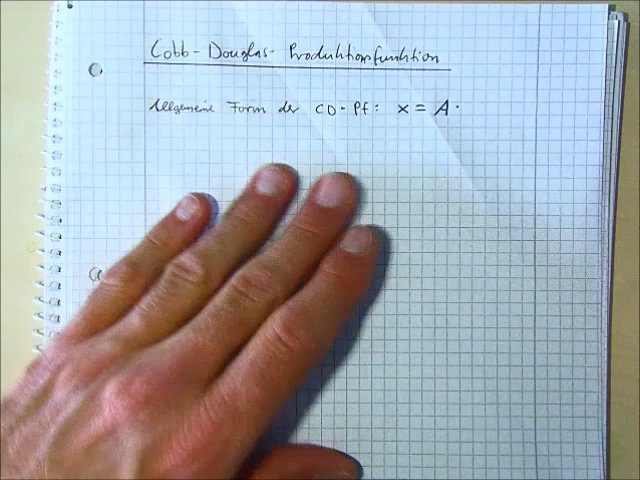 Cobb-Douglas-Produktionsfunktion
Allgemeine Form der CD-Pf: x = A·